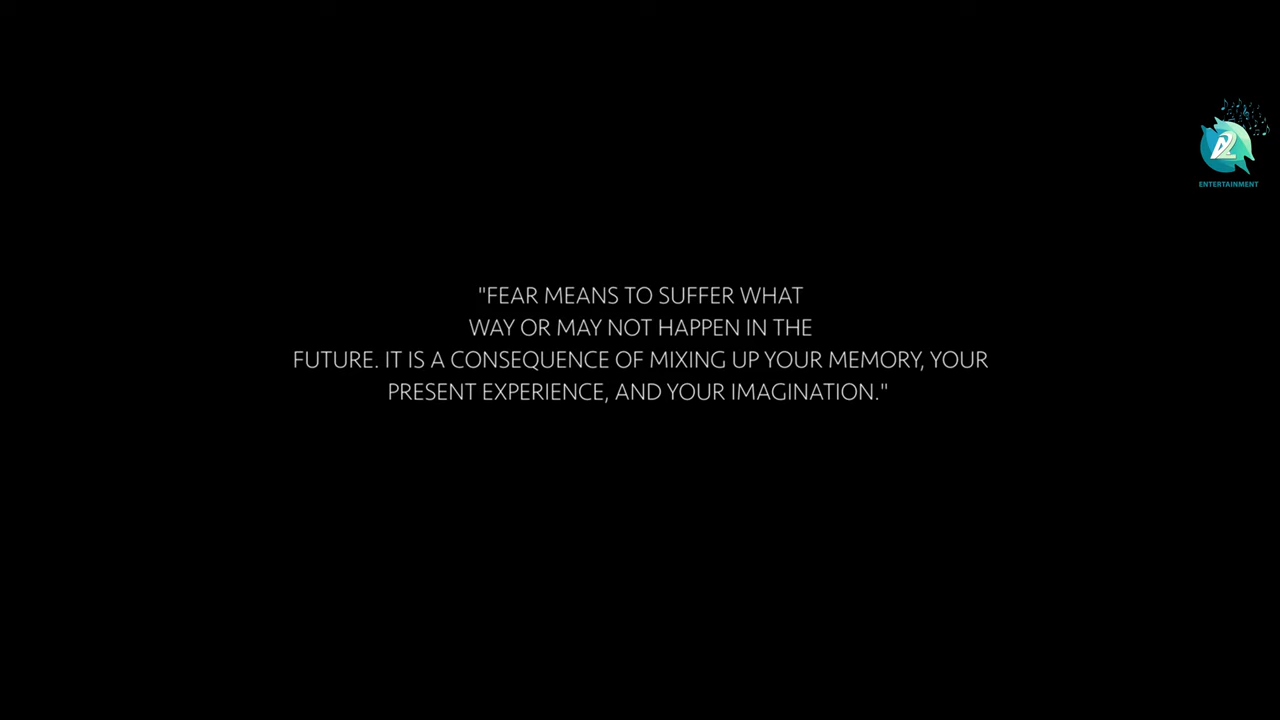 "FEAR MEANS TO SUFFER WHAT
WAY OR MAY NOT HAPPEN IN THE
FUTURE. IT IS A CONSEQUENCE OF MIXING UP YOUR MEMORY, YOUR
PRESENT EXPERIENCE, AND YOUR IMAGINATION."
A2
ENTERTAINMENT